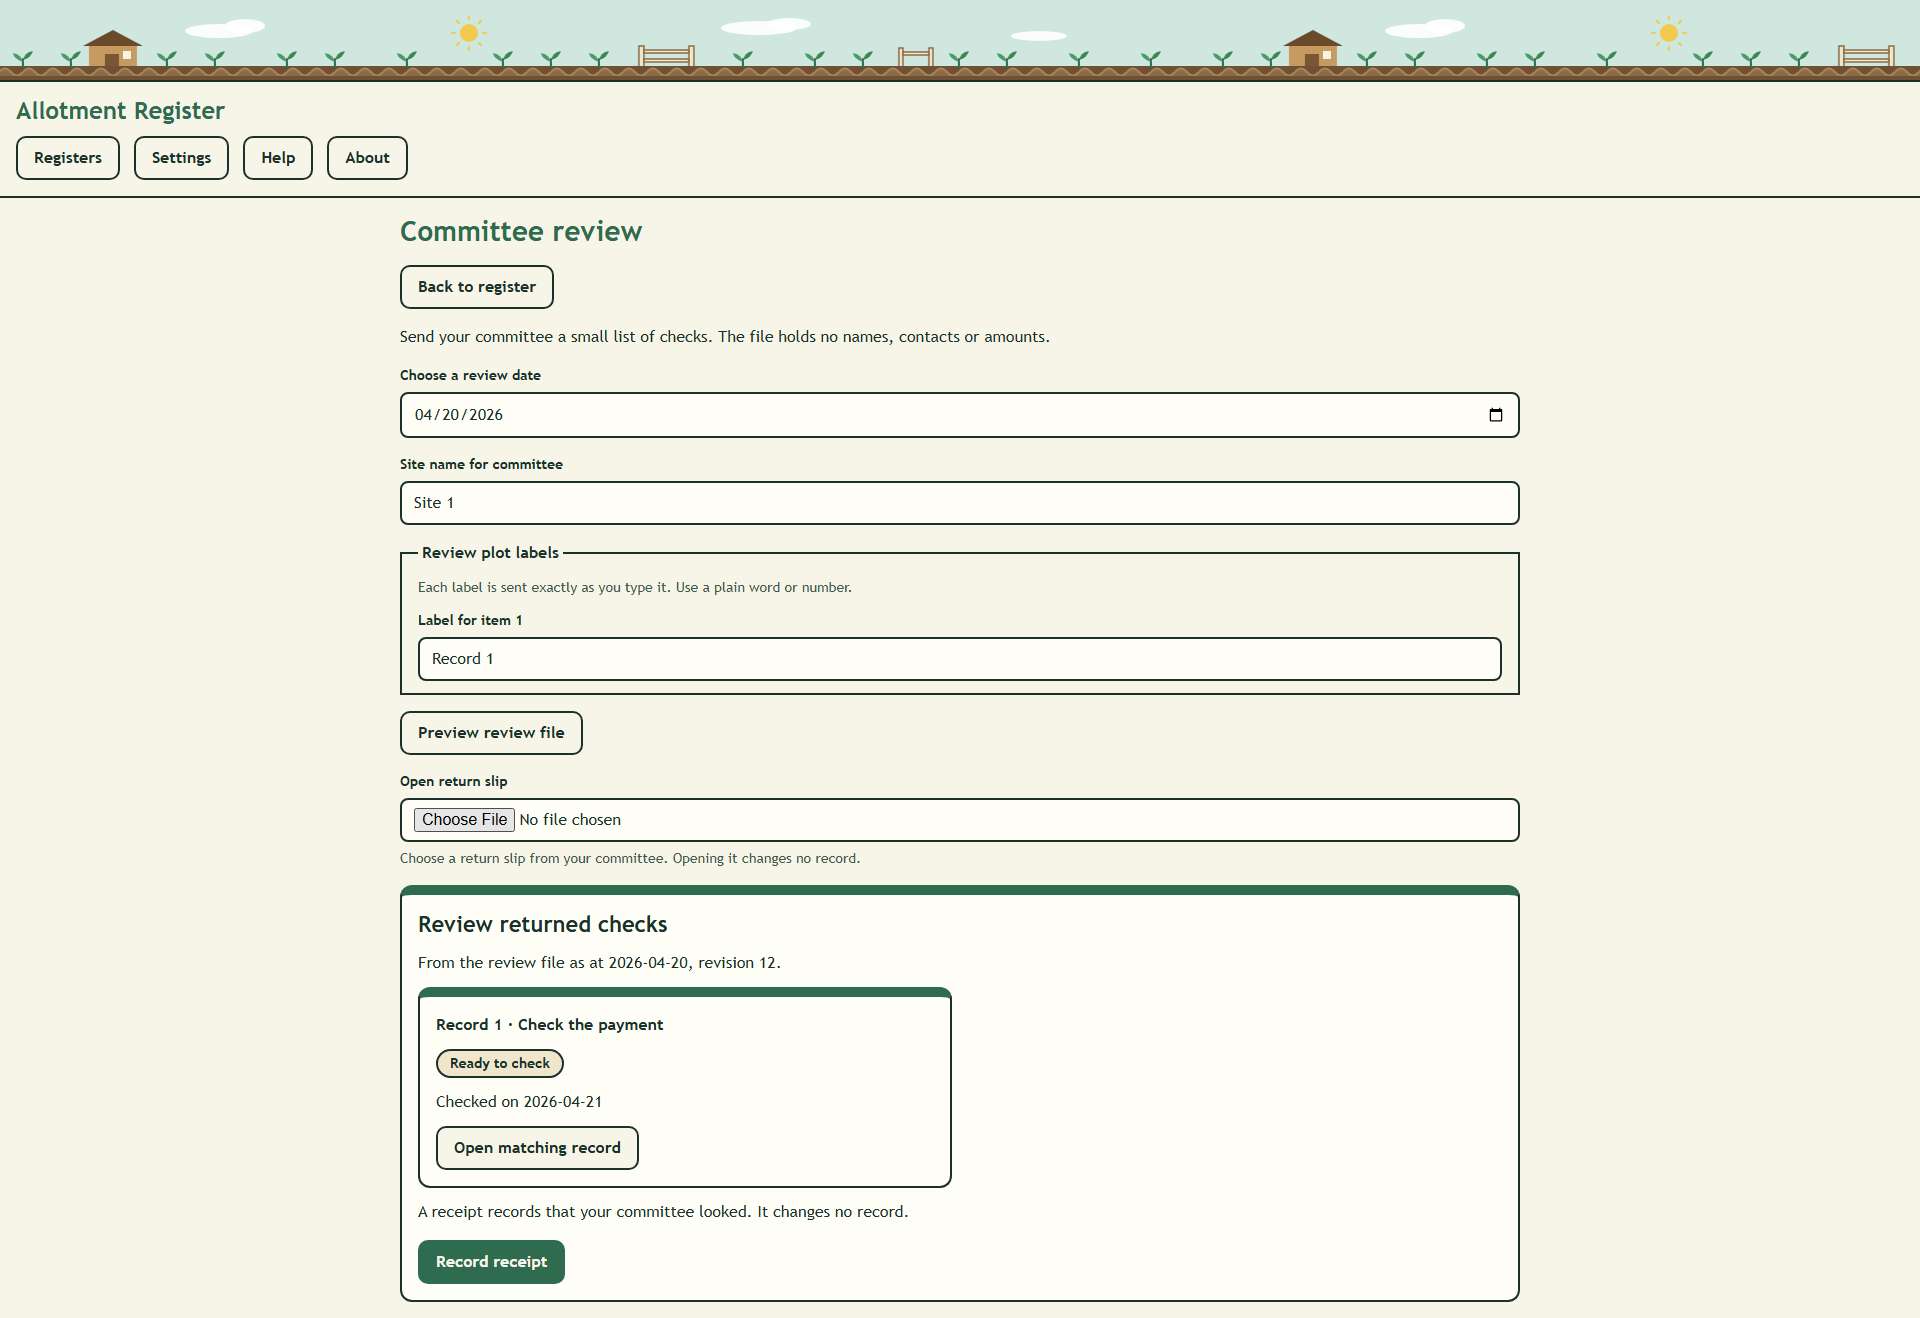 Allotment Register
Registers
Settings
Help
About
Committee review
Back to register
Send your committee a small list of checks. The file holds no names, contacts or amounts.
Choose a review date
04/20/2026
Site name for committee
Site 1
Review plot labels
Each label is sent exactly as you type it. Use a plain word or number.
Label for item 1
Record 1
Preview review file
Open return slip
Choose File No file chosen
Choose a return slip from your committee. Opening it changes no record.
Review returned checks
From the review file as at 2026-04-20, revision 12.
Record 1 · Check the payment
Ready to check
Checked on 2026-04-21
Open matching record
A receipt records that your committee looked. It changes no record.
Record receipt